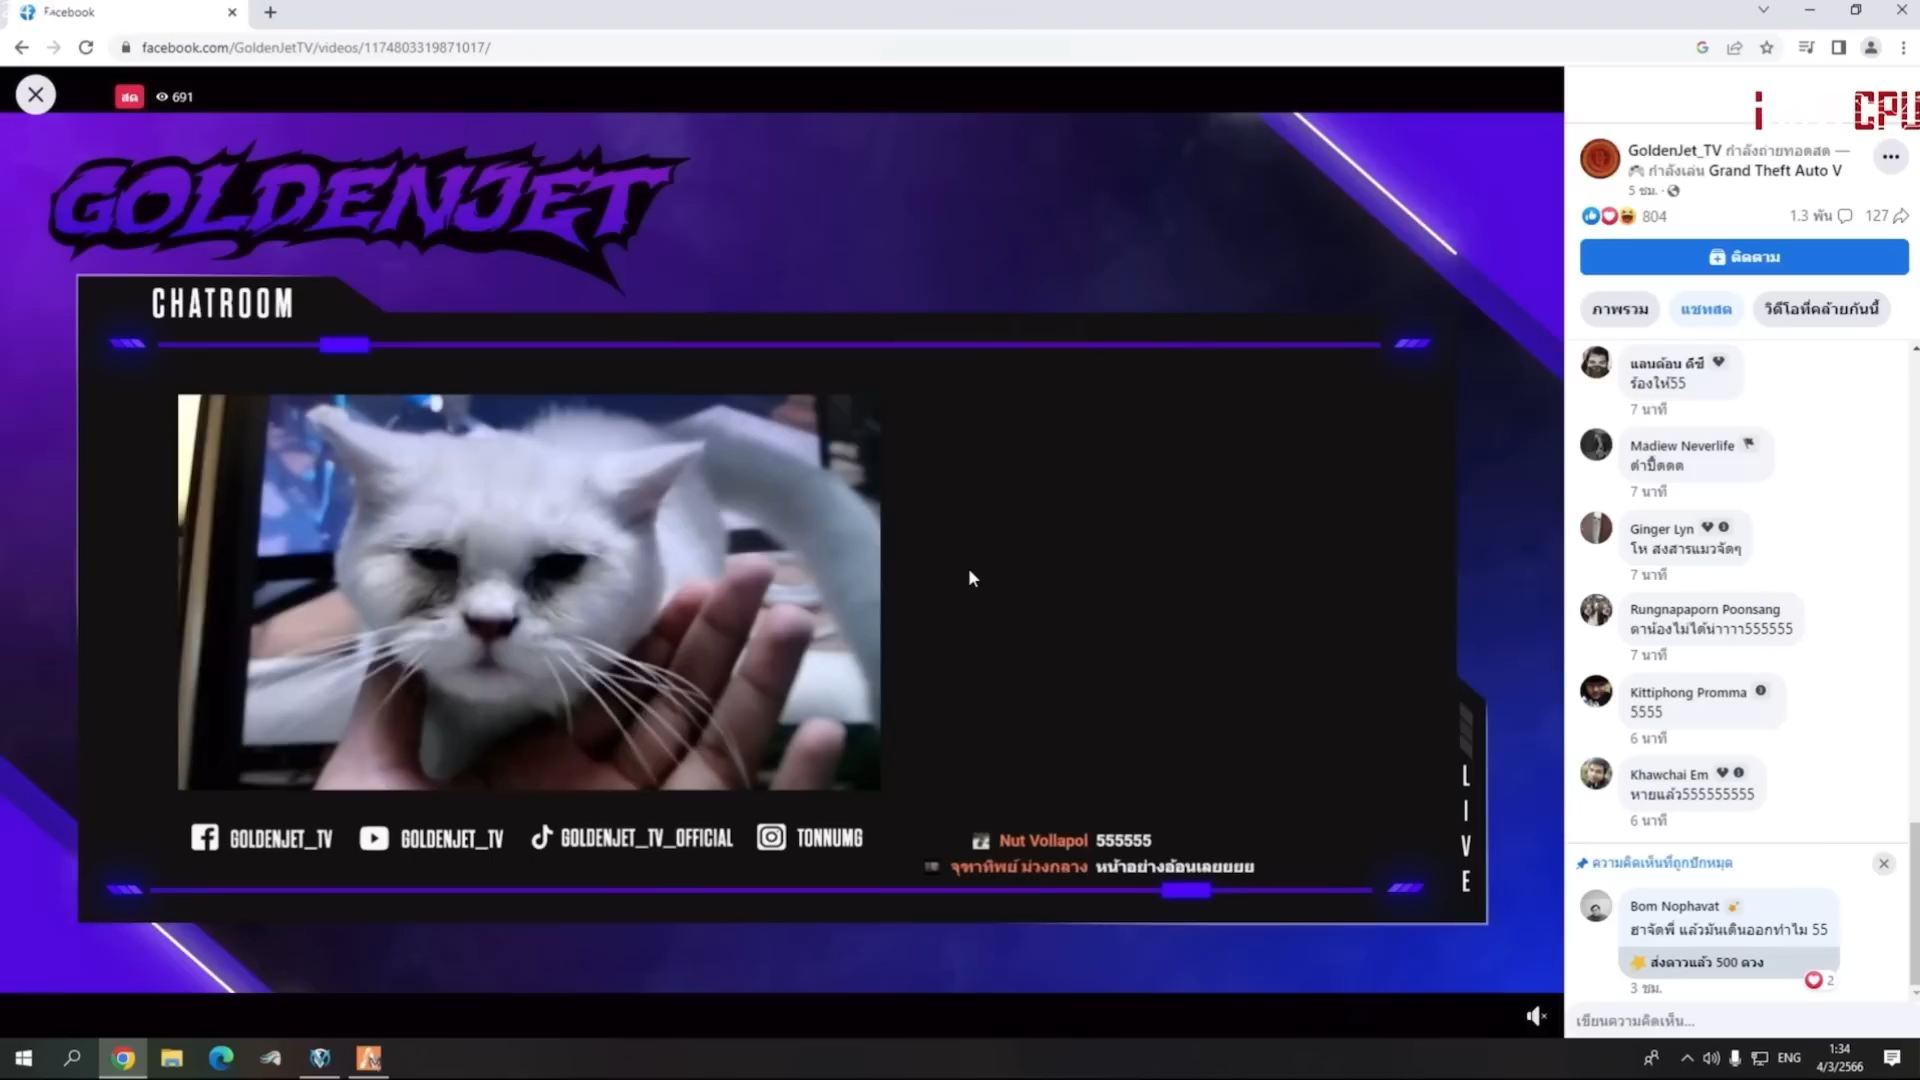 Facebook
facebook.com/GoldenJetTV/videos/1174803319871017/
สด 691
GOLDENJET
CHATROOM
GOLDENJET_TV
GOLDENJET_TV
GOLDENJET_TV_OFFICIAL
TONNUMG
Nut Vollapol 555555
จุฑาทิพย์ ม่วงกลาง หน้าอย่างอ้อนเลยยยย
LIVE
CPU
GoldenJet_TV กำลังถ่ายทอดสด —
กำลังเล่น Grand Theft Auto V
5 ชม. ·
804
1.3 พัน
127
ติดตาม
ภาพรวม
แชทสด
วิดีโอที่คล้ายกันนี้
แลนด้อน ดีซี
ร้องไห้55
7 นาที
Madiew Neverlife
ดำปี๊ดดด
7 นาที
Ginger Lyn
โห สงสารแมวจัดๆ
7 นาที
Rungnapaporn Poonsang
ตาน้องไม่ได้น่าาาา555555
7 นาที
Kittiphong Promma
5555
6 นาที
Khawchai Em
หายแล้ว5555555555
6 นาที
ความคิดเห็นที่ถูกปักหมุด
Bom Nophavat
ฮาจัดพี่ แล้วมันเดินออกทำไม 55
ส่งดาวแล้ว 500 ดวง
2
3 ชม.
เขียนความคิดเห็น...
ENG
1:34
4/3/2566